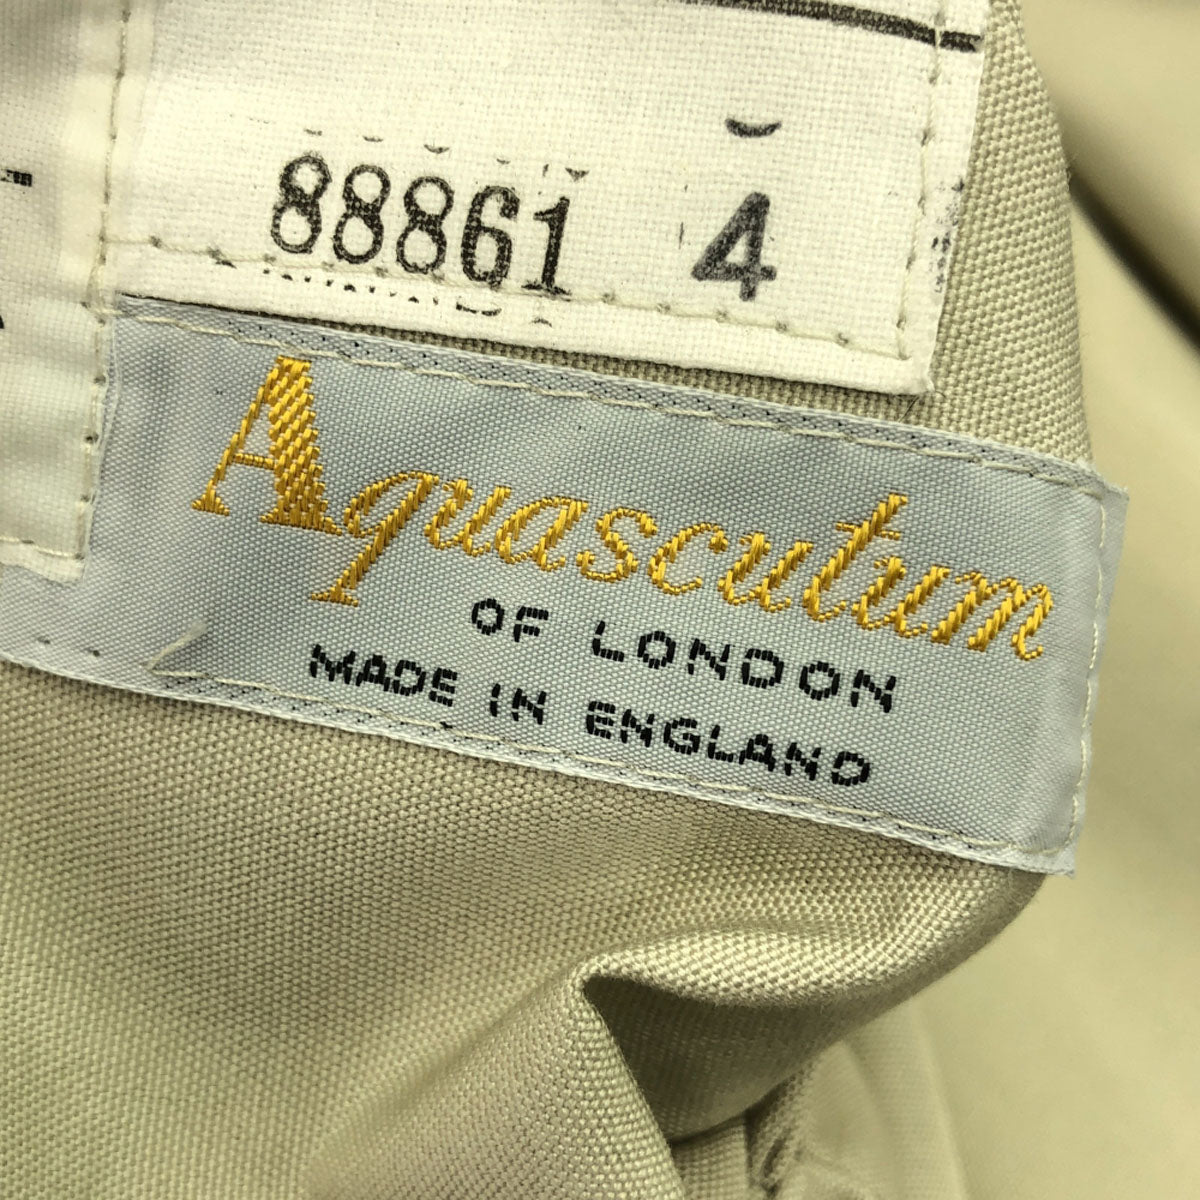 88861 4
Aquascutum
OF LONDON
MADE IN ENGLAND